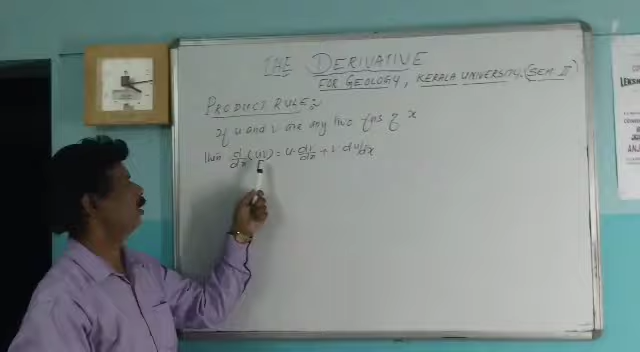 THE DERIVATIVE
FOR GEOLOGY, KERALA UNIVERSITY, (SEM II)
PRODUCT RULE:
If u and v are any two fns of x
then d/dx (uv) = u. dv/dx + v. du/dx